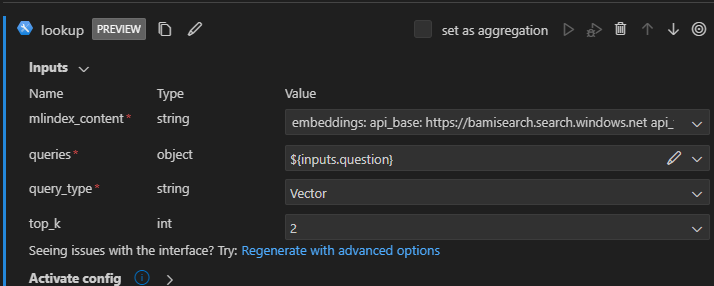 lookup PREVIEW set as aggregation
Inputs
Name Type Value
mlindex_content* string embeddings: api_base: https://bamisearch.search.windows.net api_
queries* object ${inputs.question}
query_type* string Vector
top_k int 2
Seeing issues with the interface? Try: Regenerate with advanced options
Activate config